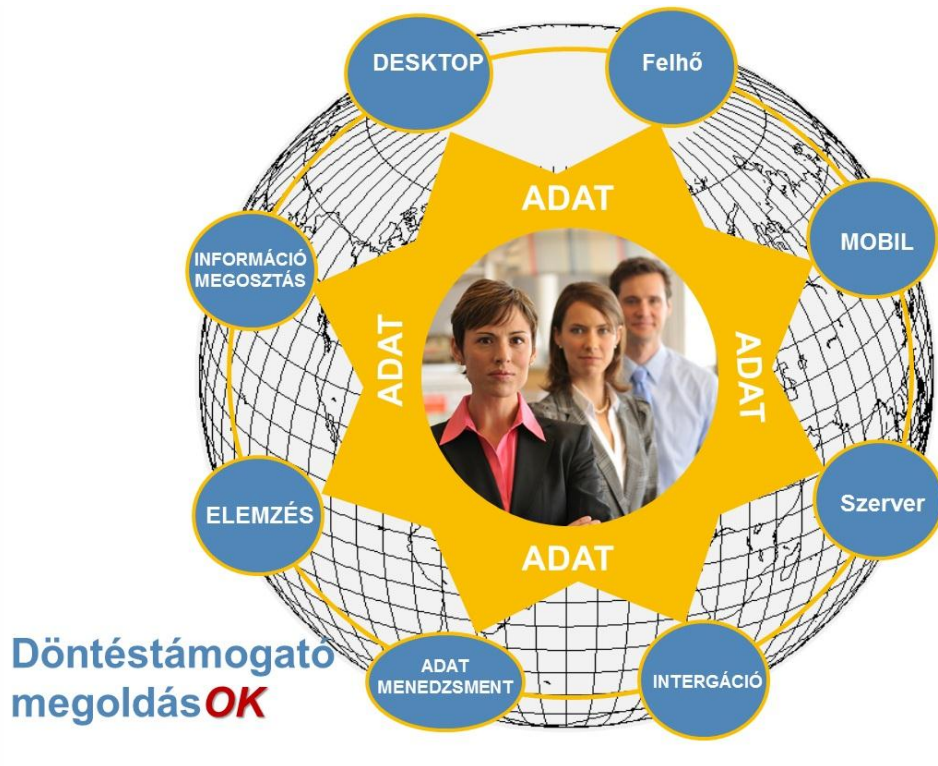 DESKTOP
Felhő
ADAT
MOBIL
INFORMÁCIÓ
MEGOSZTÁS
ADAT
ADAT
ELEMZÉS
Szerver
ADAT
Döntéstámogató
megoldásOK
ADAT
MENEDZSMENT
INTERGÁCIÓ